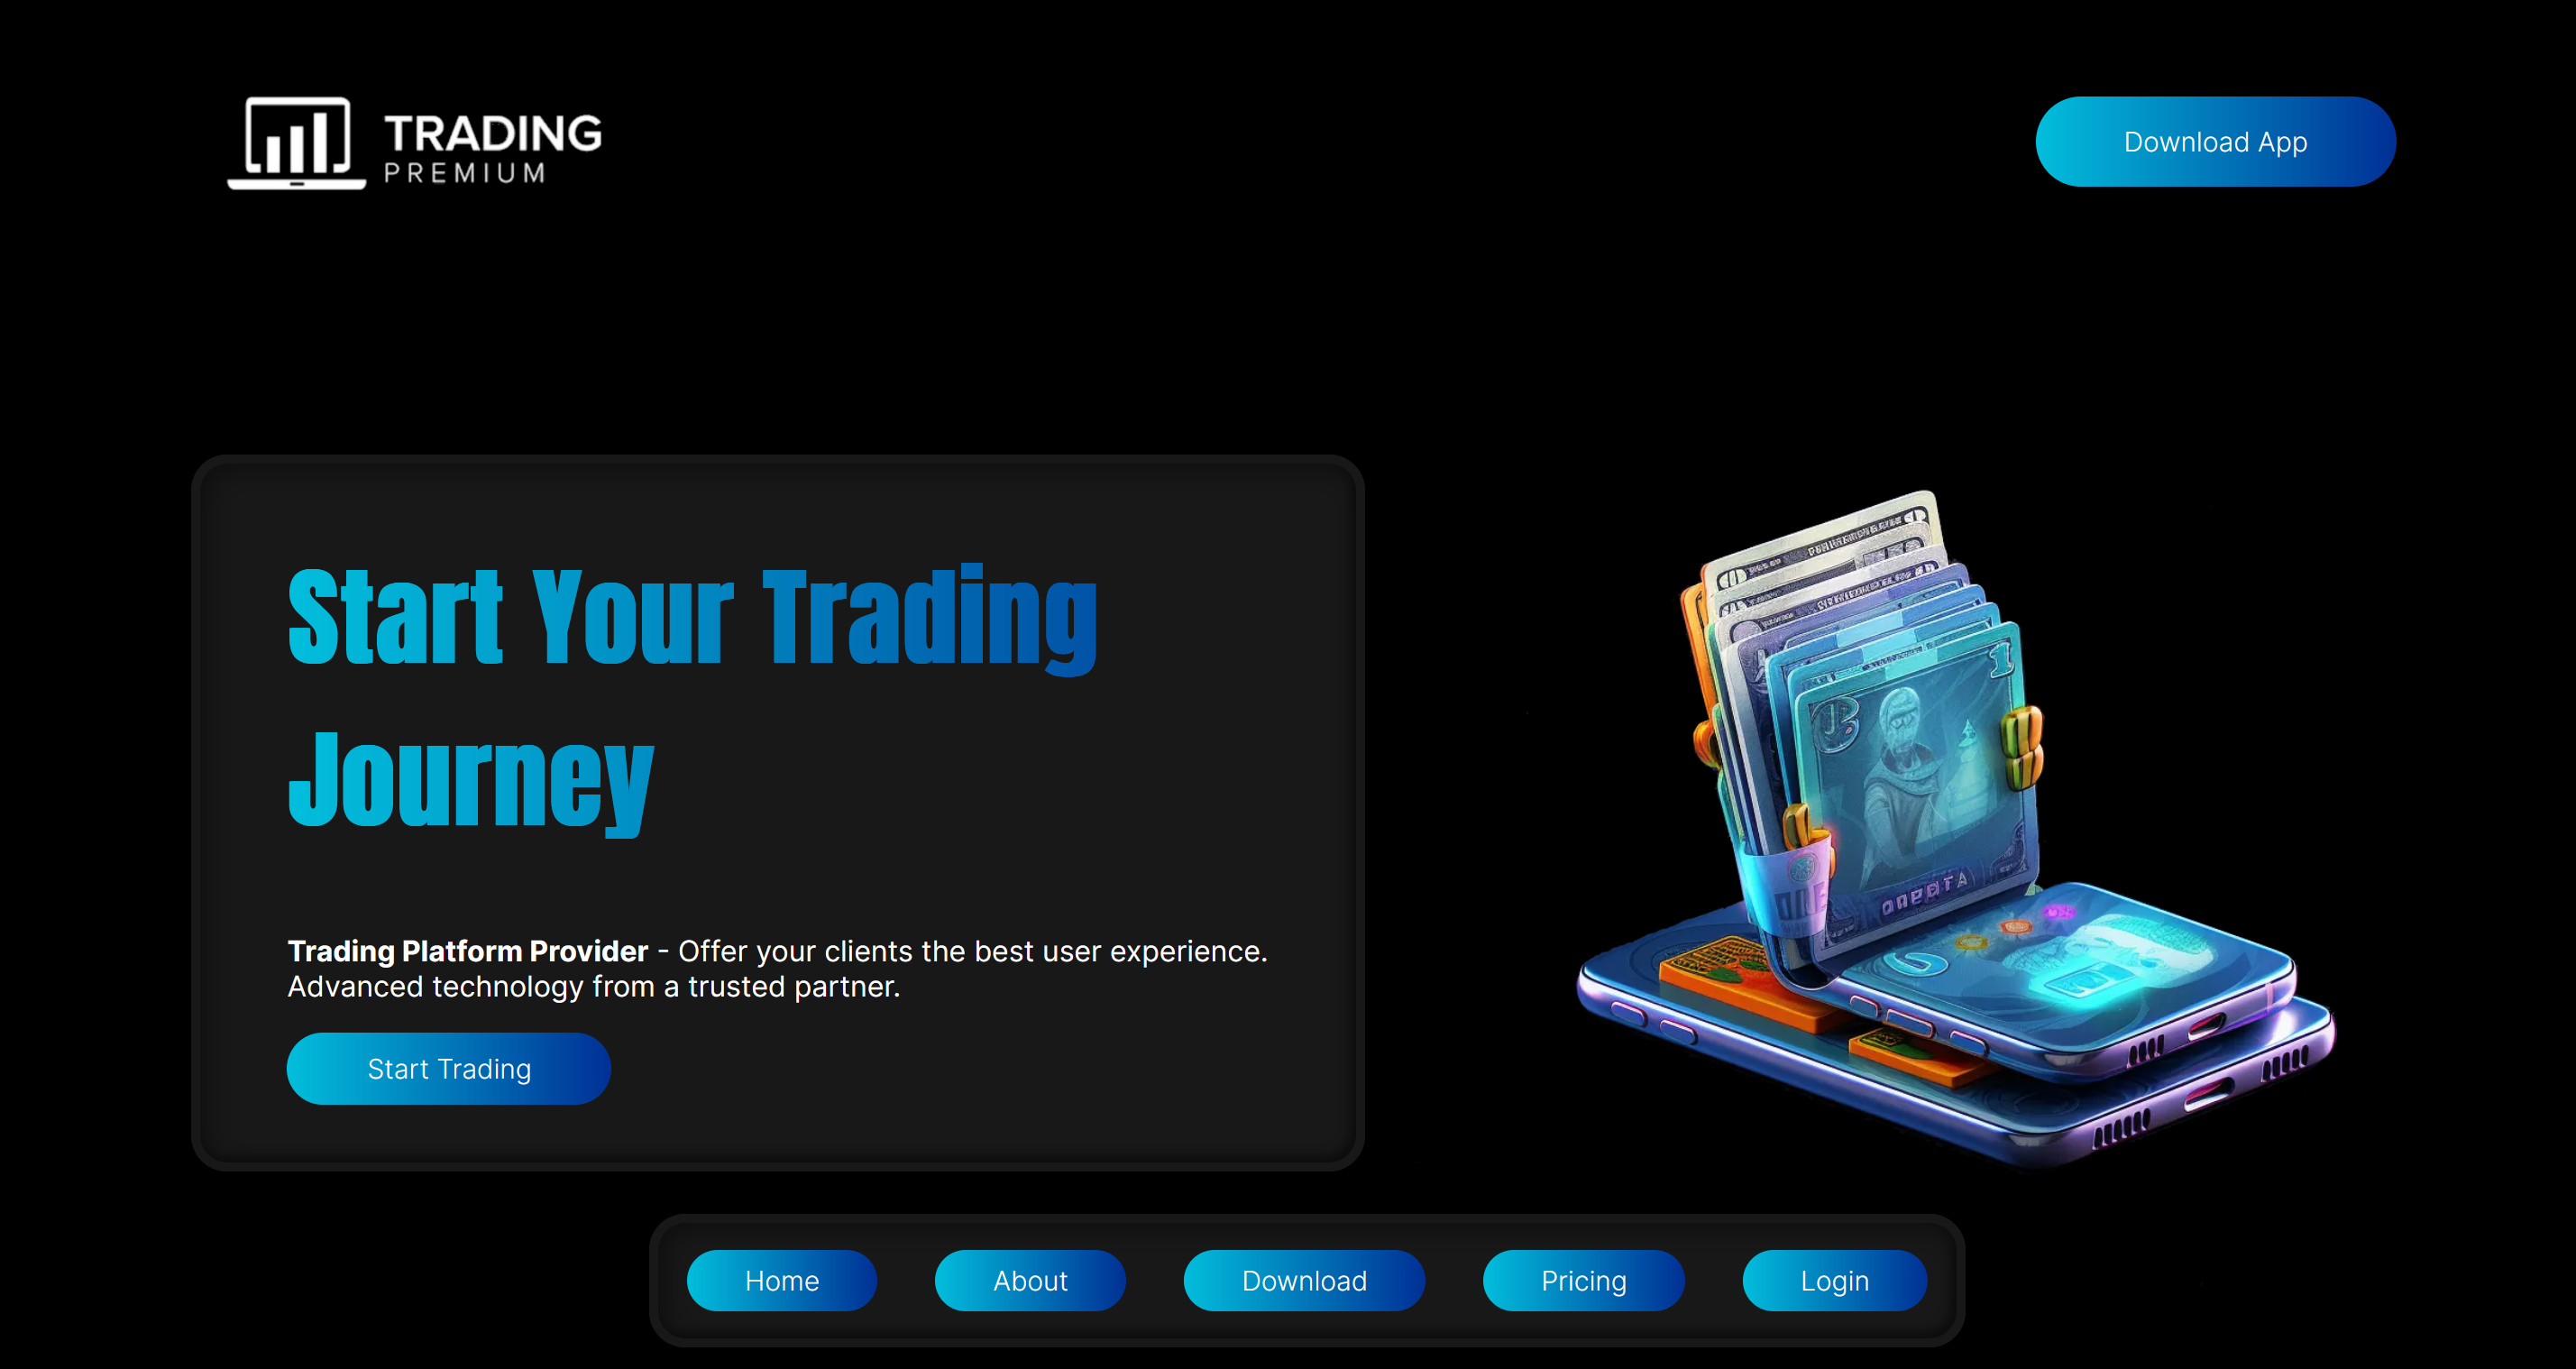 TRADING
PREMIUM
Download App
Start Your Trading
Journey
Trading Platform Provider - Offer your clients the best user experience.
Advanced technology from a trusted partner.
Start Trading
Home
About
Download
Pricing
Login